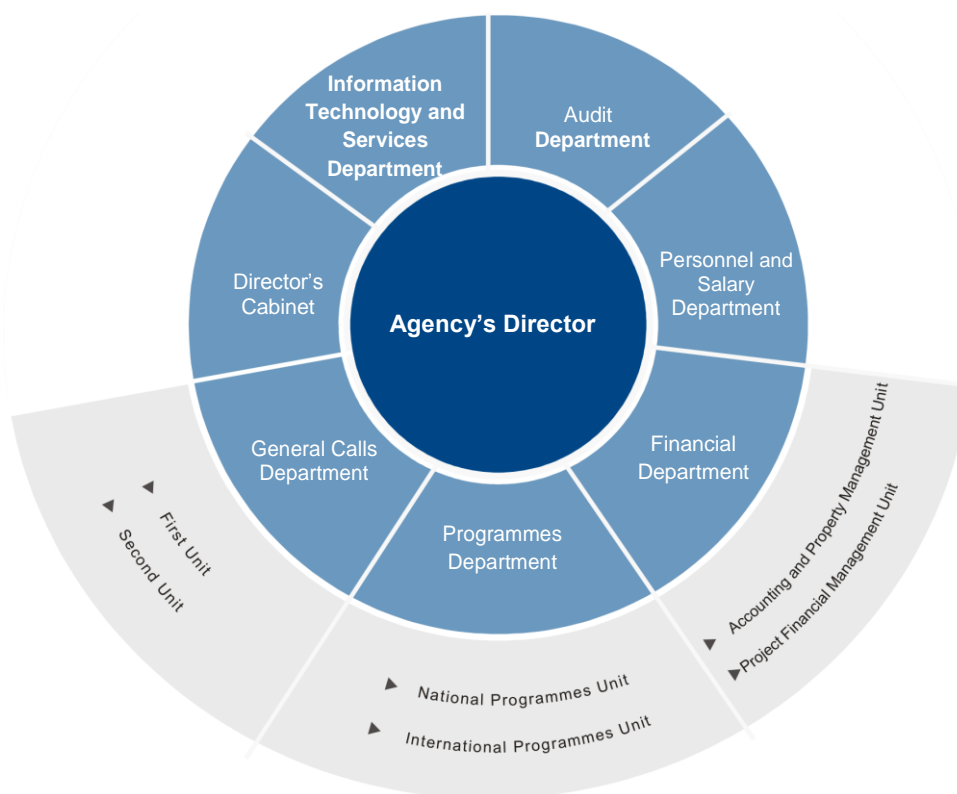 Information
Technology and
Services
Department
Audit
Department
Personnel and
Salary
Department
Director's
Cabinet
Agency's Director
General Calls
Department
Financial
Department
Programmes
Department
First Unit
Second Unit
National Programmes Unit
International Programmes Unit
Accounting and Property Management Unit
Project Financial Management Unit